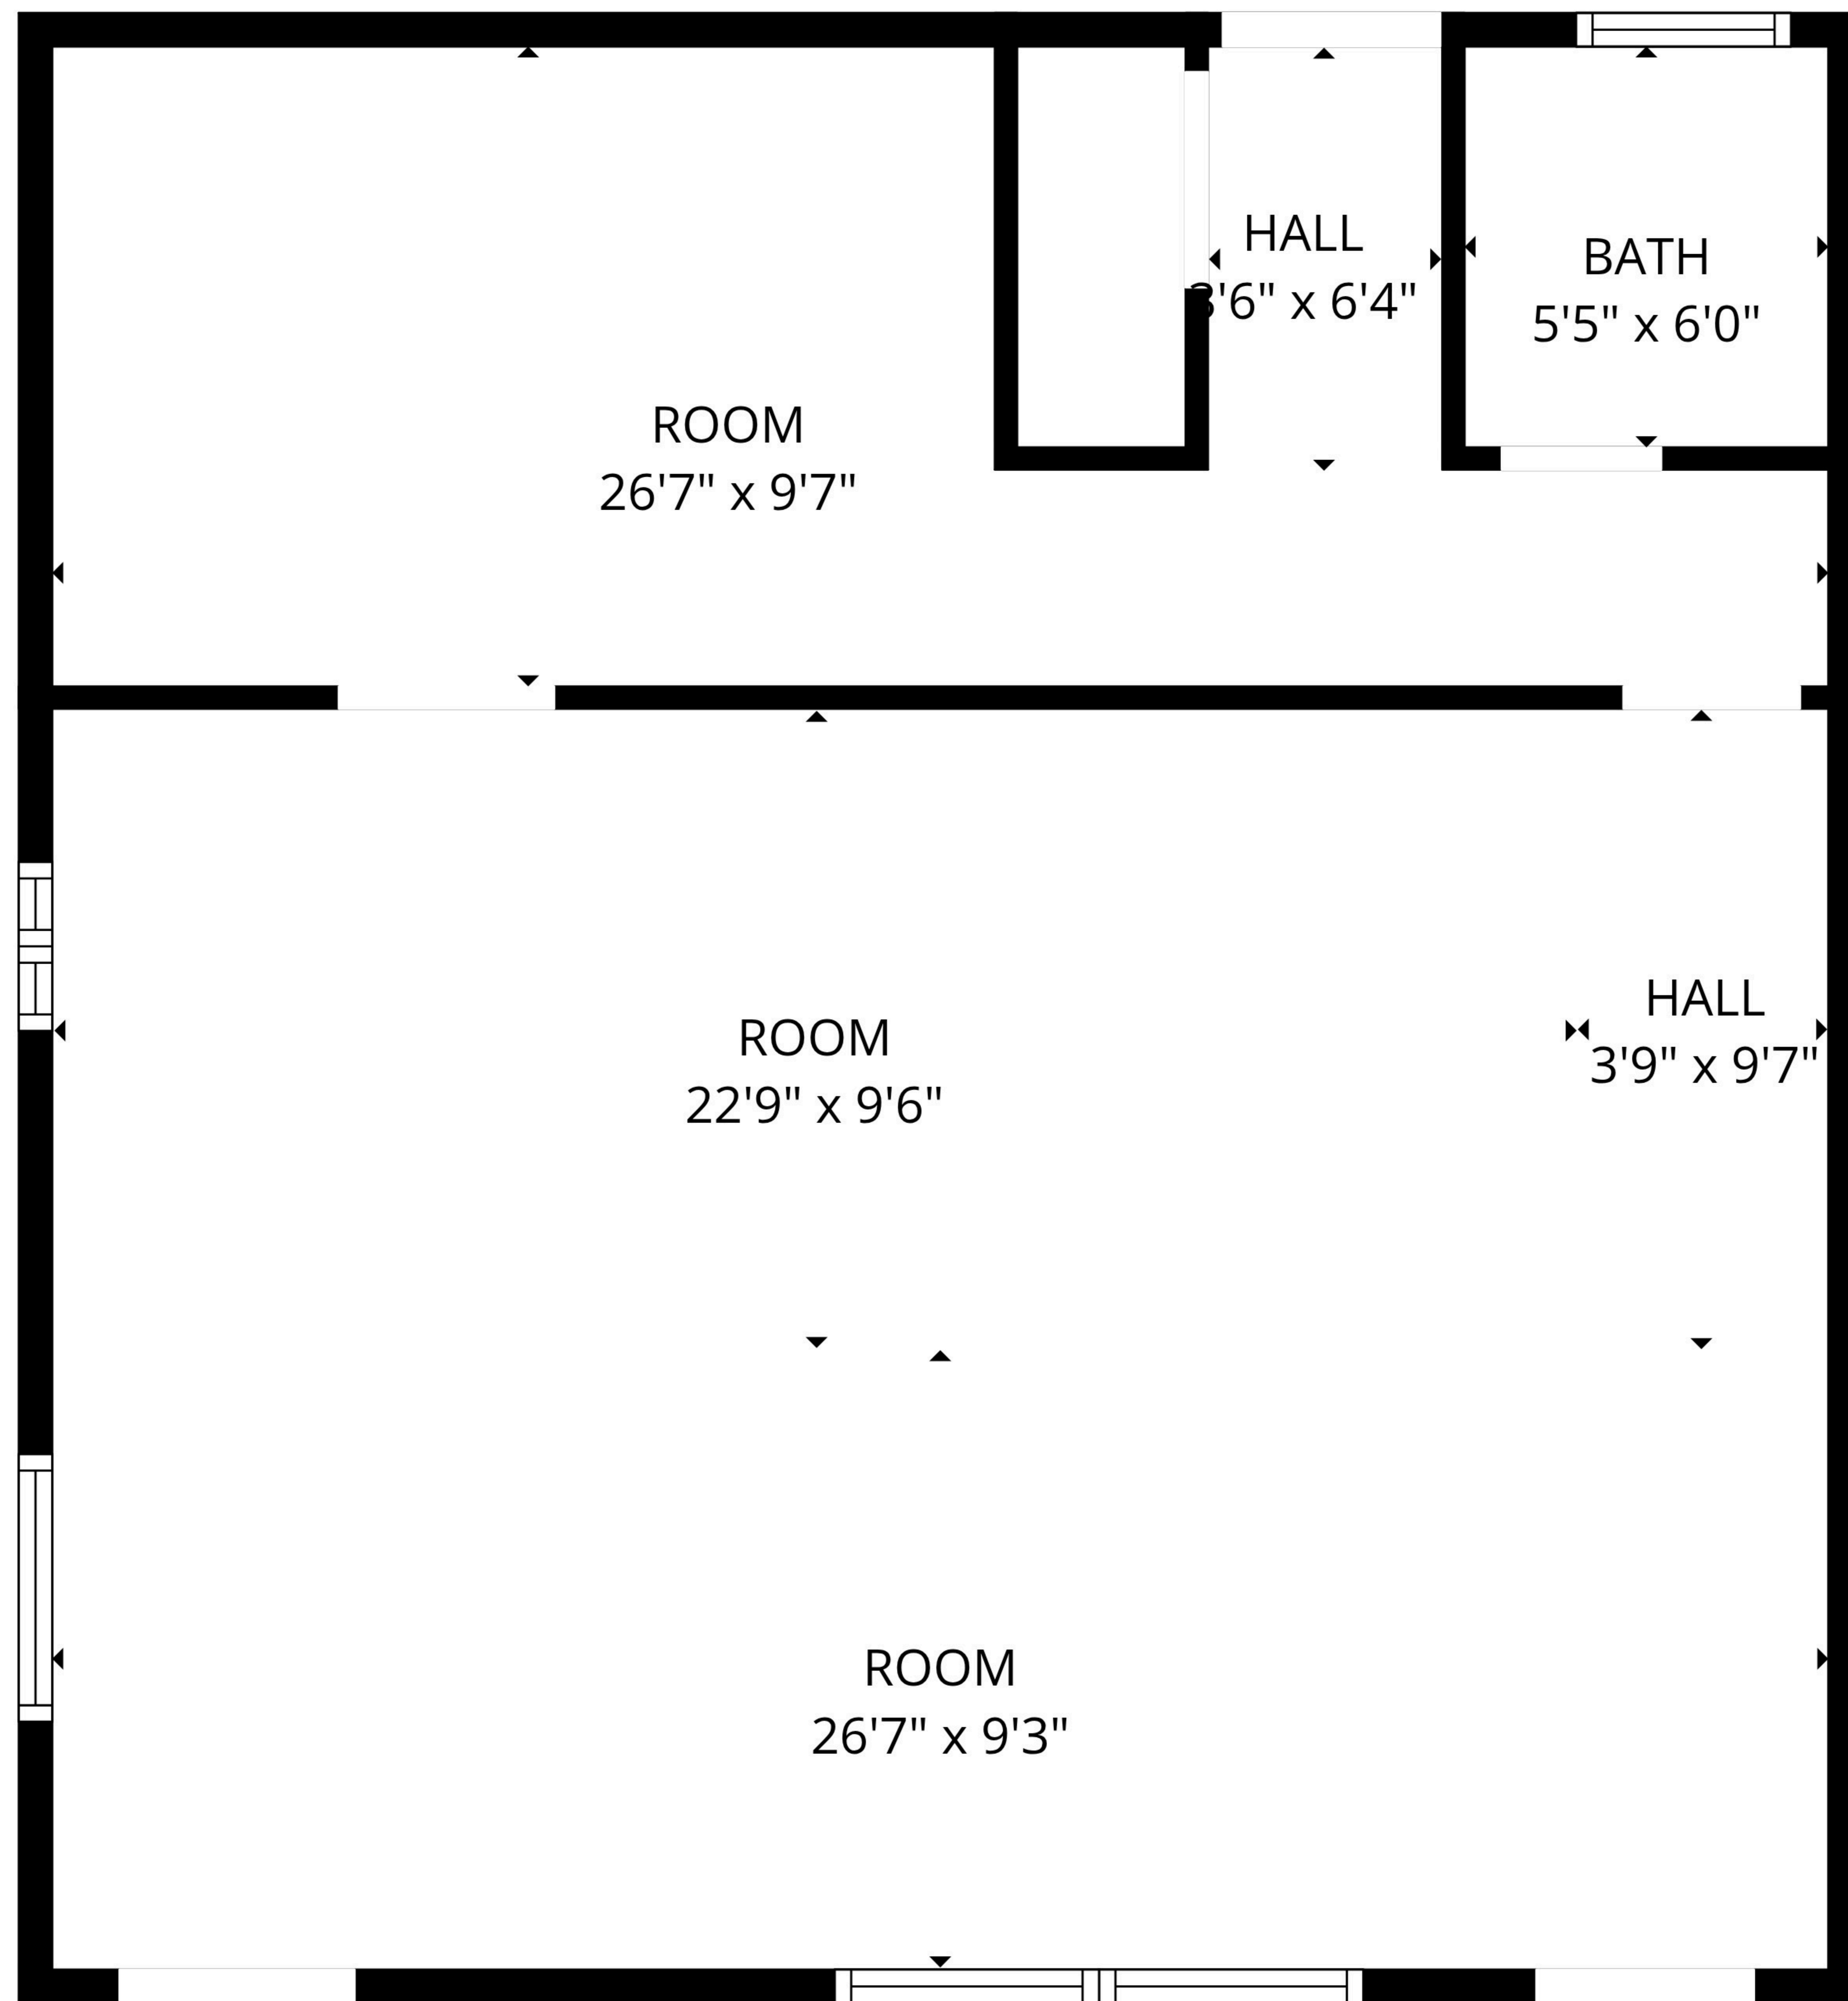 HALL
3'6" x 6'4"
BATH
5'5" x 6'0"
ROOM
26'7" x 9'7"
HALL
3'9" x 9'7"
ROOM
22'9" x 9'6"
ROOM
26'7" x 9'3"